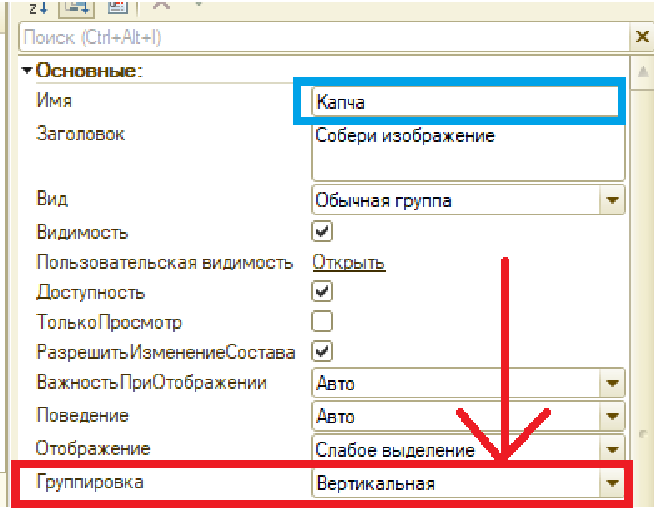 Поиск (Ctrl+Alt+I)
Основные:
Имя Капча
Заголовок Собери изображение
Вид Обычная группа
Видимость
Пользовательская видимость Открыть
Доступность
ТолькоПросмотр
РазрешитьИзменениеСостава
ВажностьПриОтображении Авто
Поведение Авто
Отображение Слабое выделение
Группировка Вертикальная